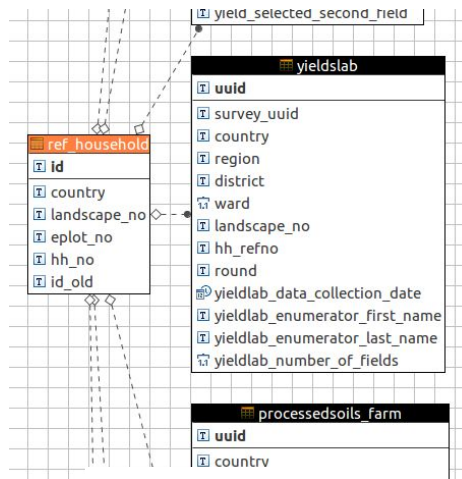 yield_selected_second_field
yieldslab
uuid
survey_uuid
country
region
district
ward
landscape_no
hh_refno
round
yieldlab_data_collection_date
yieldlab_enumerator_first_name
yieldlab_enumerator_last_name
yieldlab_number_of_fields
ref_household
id
country
landscape_no
eplot_no
hh_no
id_old
processedsoils_farm
uuid
country